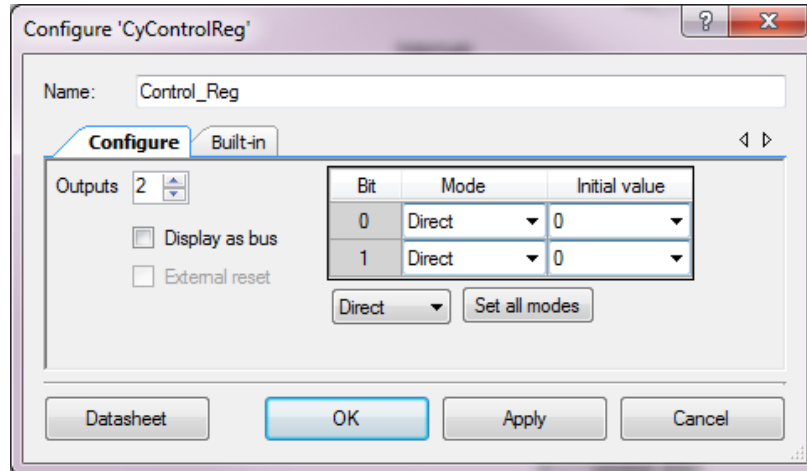 Configure 'CyControlReg'
Name: Control_Reg
Configure Built-in
Outputs 2
Display as bus
External reset
Bit Mode Initial value
0 Direct 0
1 Direct 0
Direct Set all modes
Datasheet OK Apply Cancel